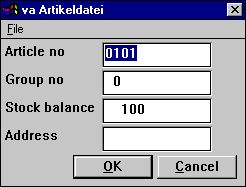 va Artikeldatei
File
Article no 0101
Group no 0
Stock balance 100
Address
OK Cancel